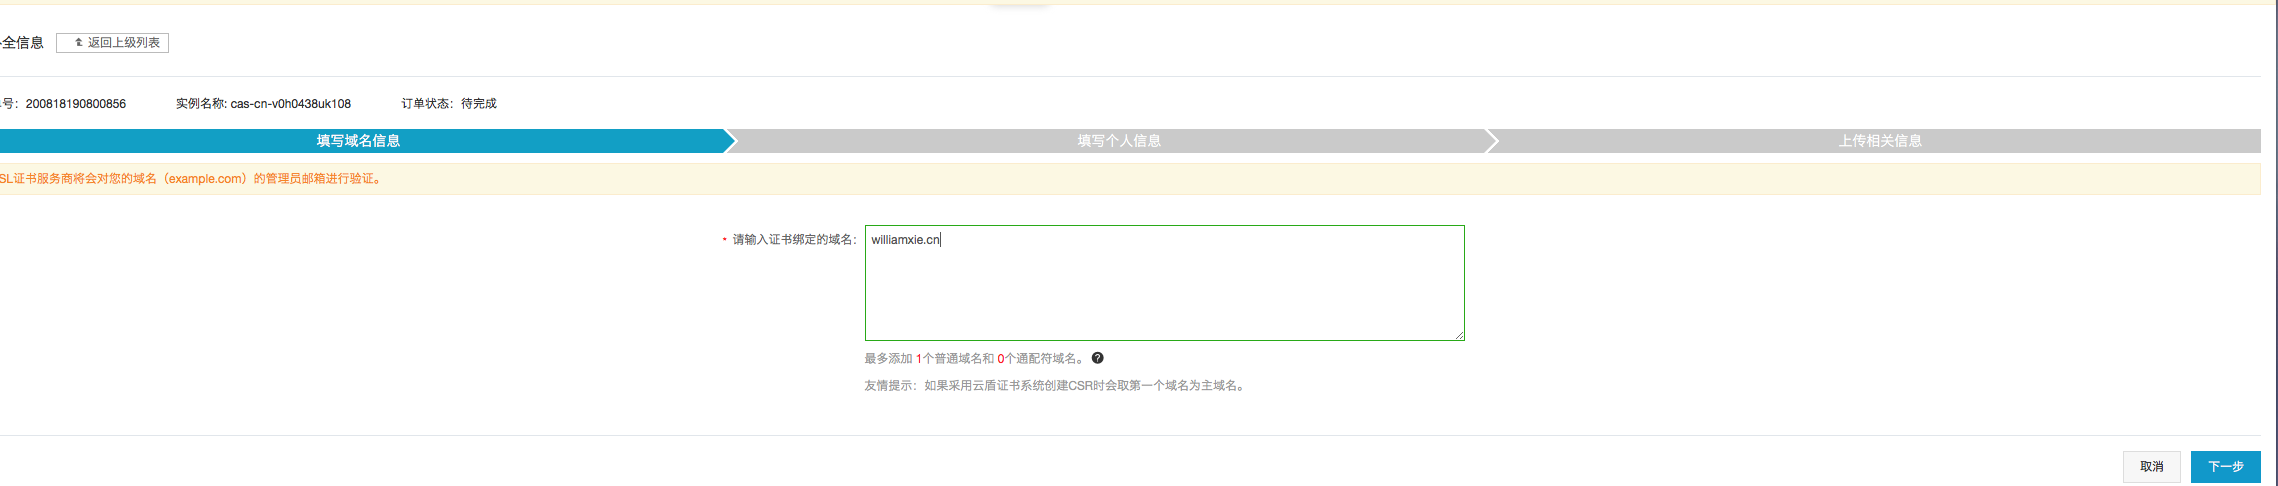 全信息 返回上级列表
号：200818190800856 实例名称: cas-cn-v0h0438uk108 订单状态：待完成
填写域名信息 填写个人信息 上传相关信息
SL证书服务商将会对您的域名（example.com）的管理员邮箱进行验证。
* 请输入证书绑定的域名： williamxie.cn
最多添加 1个普通域名和 0个通配符域名。 ?
友情提示：如果采用云盾证书系统创建CSR时会取第一个域名为主域名。
取消 下一步